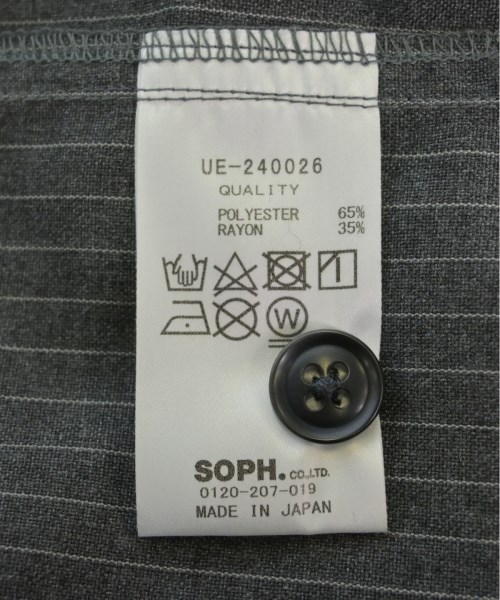 UE-240026
QUALITY
POLYESTER 65%
RAYON 35%
W
SOPH. CO.,LTD.
0120-207-019
MADE IN JAPAN